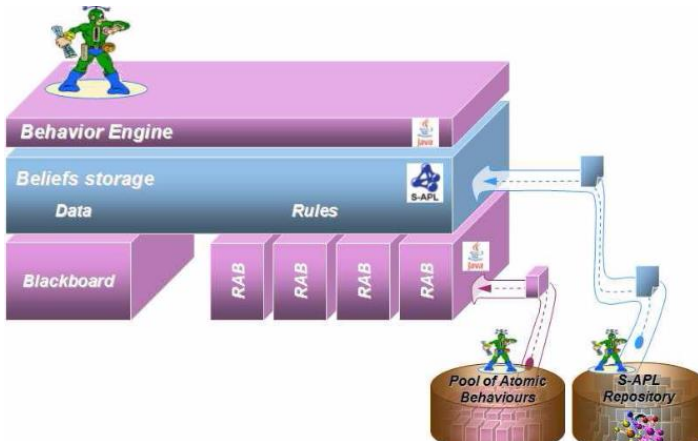 Behavior Engine
Java
Beliefs storage
S-APL
Data Rules
Blackboard
RAB
RAB
RAB
RAB
Java
Pool of Atomic
Behaviours
S-APL
Repository